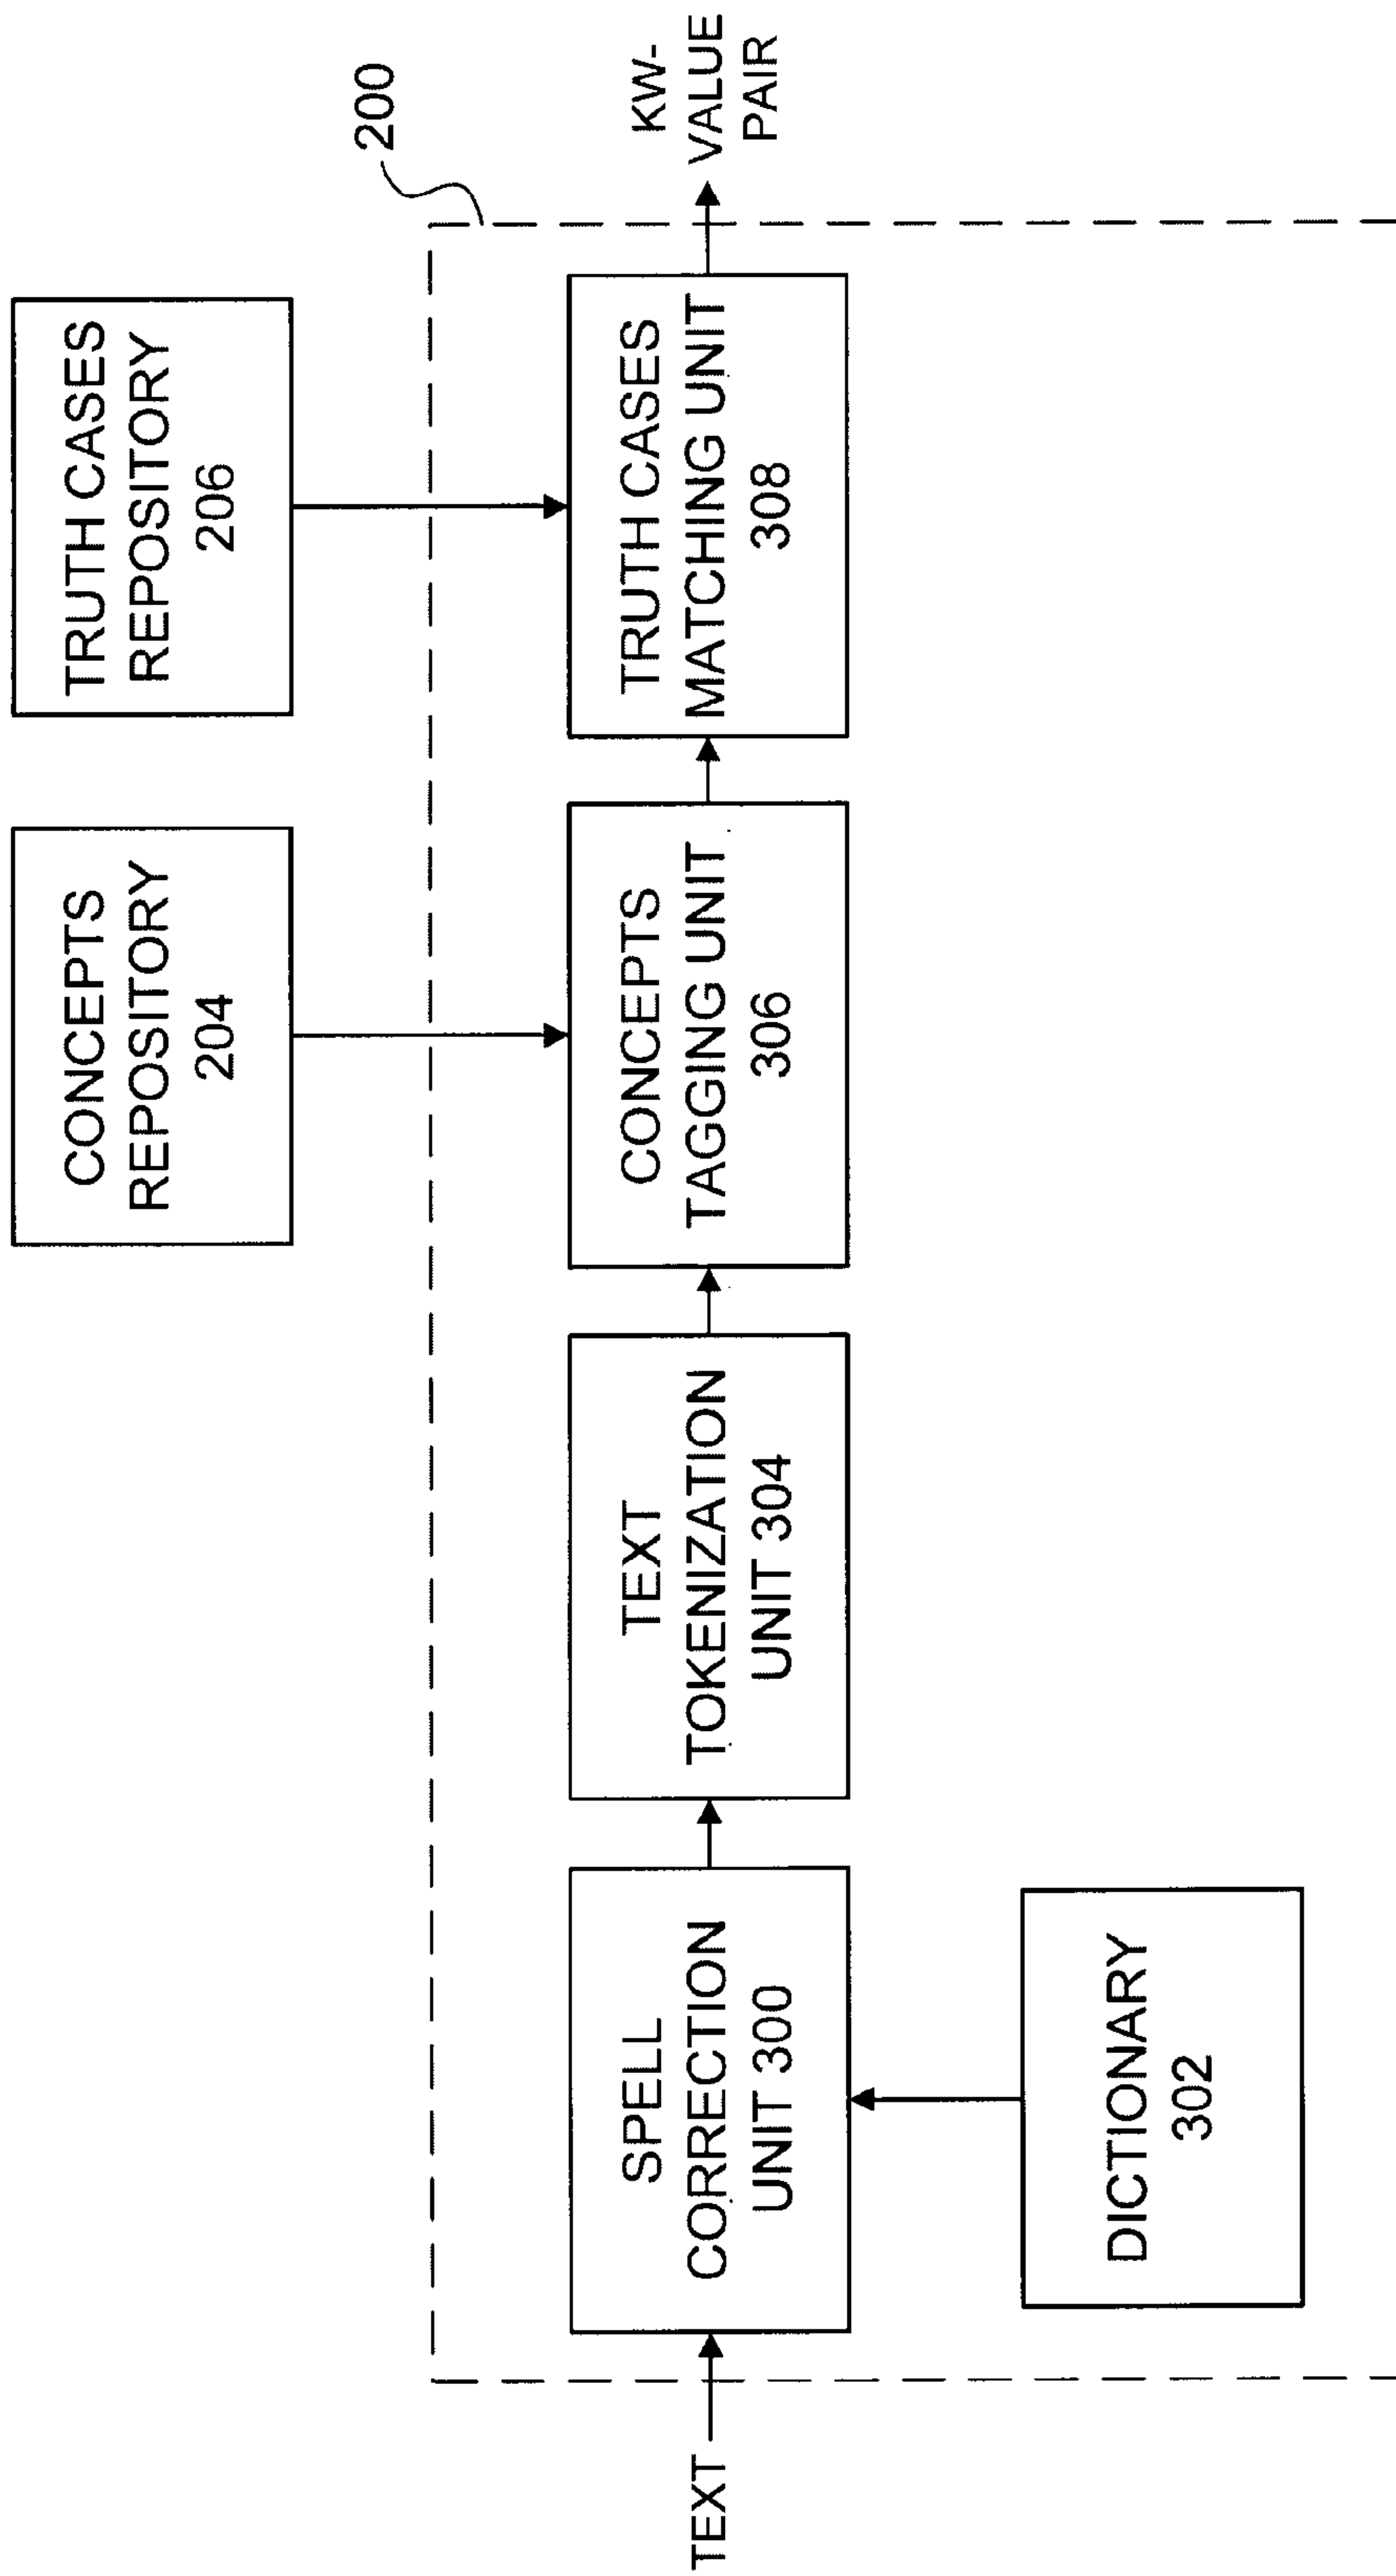 CONCEPTS
REPOSITORY
204
TRUTH CASES
REPOSITORY
206
200
TEXT
SPELL
CORRECTION
UNIT 300
TEXT
TOKENIZATION
UNIT 304
CONCEPTS
TAGGING UNIT
306
TRUTH CASES
MATCHING UNIT
308
KW-
VALUE
PAIR
DICTIONARY
302